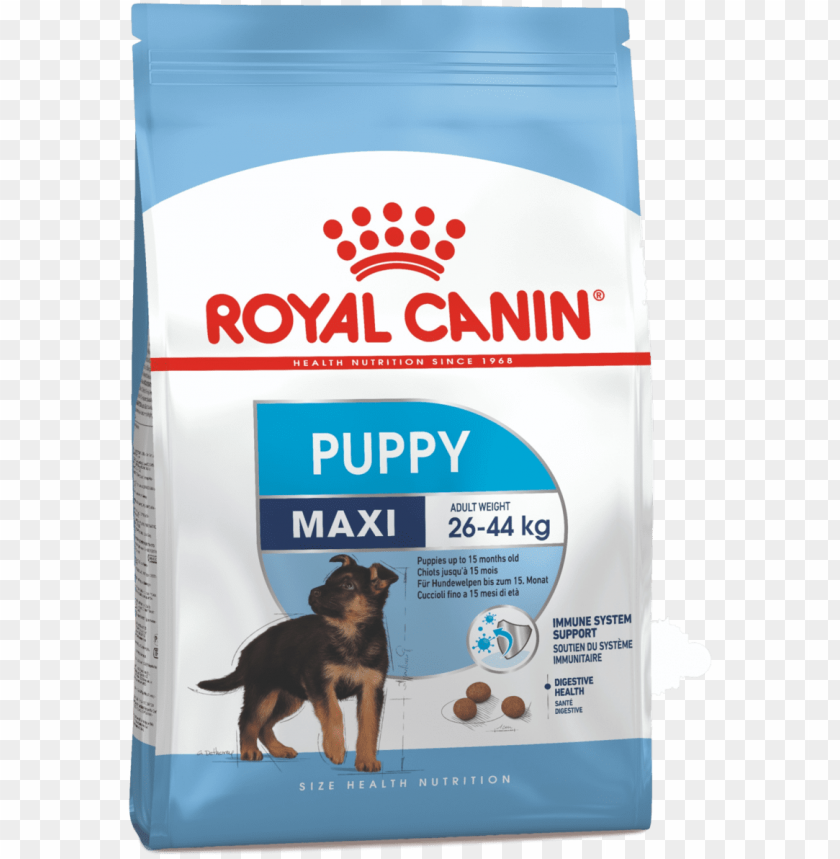 ROYAL CANIN®
HEALTH NUTRITION SINCE 1968
PUPPY
MAXI
ADULT WEIGHT
26-44 kg
Puppies up to 15 months old
Chiots jusqu'à 15 mois
Für Hundewelpen bis zum 15. Monat
Cuccioli fino a 15 mesi di età
IMMUNE SYSTEM
SUPPORT
SOUTIEN DU SYSTÈME
IMMUNITAIRE
DIGESTIVE
HEALTH
SANTÉ
DIGESTIVE
SIZE HEALTH NUTRITION